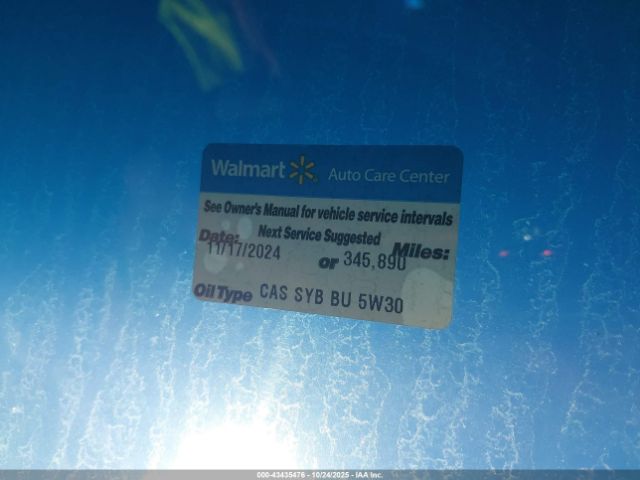 Walmart Auto Care Center
See Owner's Manual for vehicle service intervals
Next Service Suggested
Date: Miles:
11/17/2024 or 345,890
Oil Type CAS SYB BU 5W30
000-43435476 - 10/24/2025 - IAA Inc.